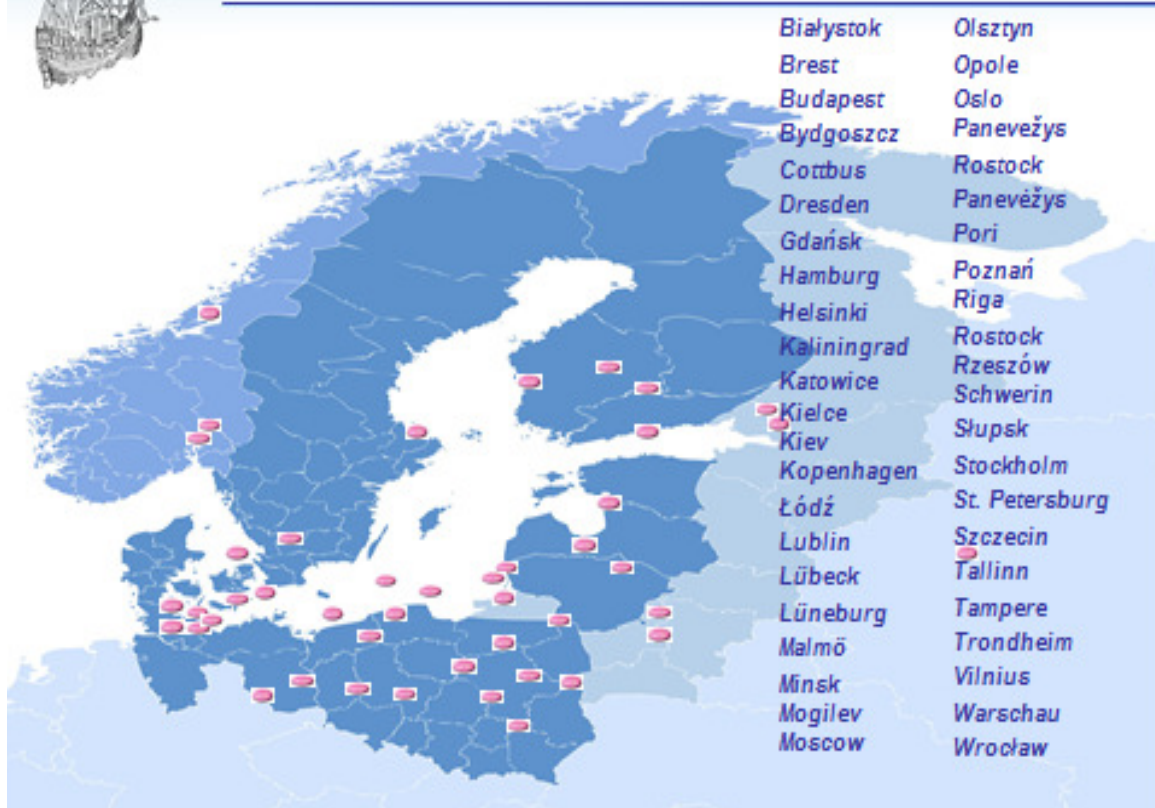 Białystok
Brest
Budapest
Bydgoszcz
Cottbus
Dresden
Gdańsk
Hamburg
Helsinki
Kaliningrad
Katowice
Kielce
Kiev
Kopenhagen
Łódź
Lublin
Lübeck
Lüneburg
Malmö
Minsk
Mogilev
Moscow
Olsztyn
Opole
Oslo
Panevežys
Rostock
Panevėžys
Pori
Poznań
Riga
Rostock
Rzeszów
Schwerin
Słupsk
Stockholm
St. Petersburg
Szczecin
Tallinn
Tampere
Trondheim
Vilnius
Warschau
Wrocław